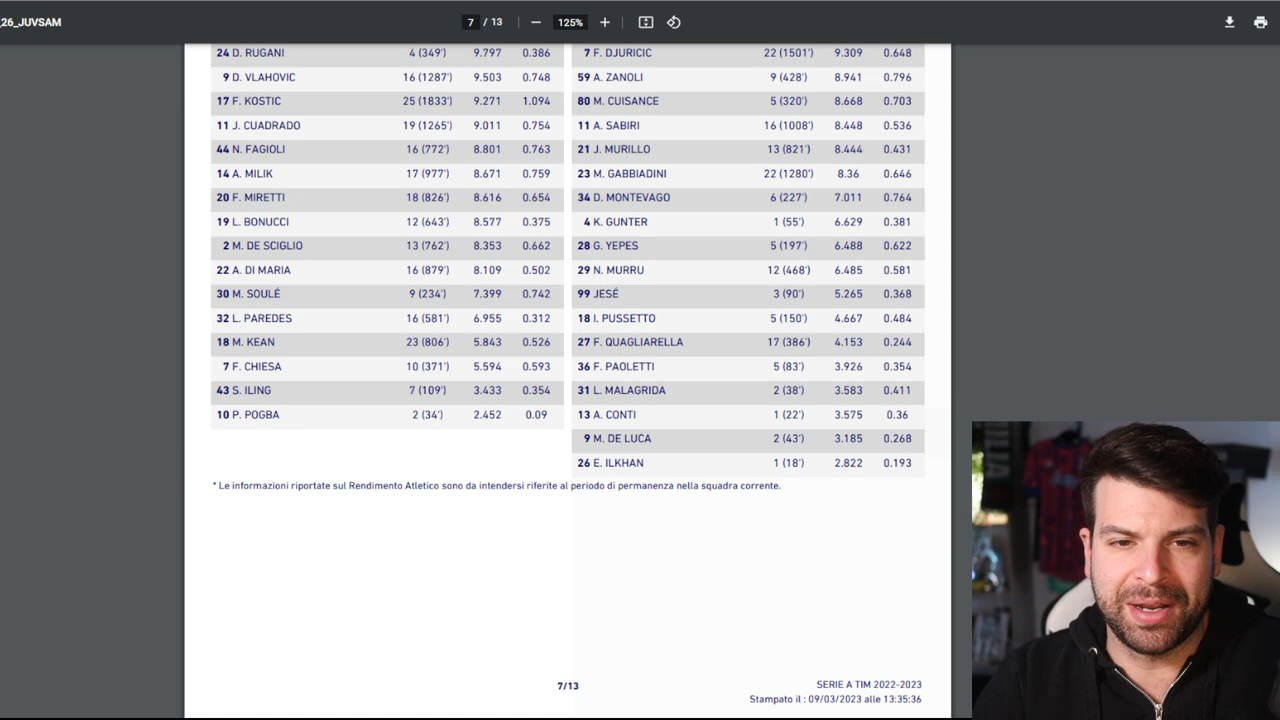 _26_JUVSAM
7 / 13
125%
24 D. RUGANI 4 (349') 9.797 0.386
9 D. VLAHOVIC 16 (1287') 9.503 0.748
17 F. KOSTIC 25 (1833') 9.271 1.094
11 J. CUADRADO 19 (1265') 9.011 0.754
44 N. FAGIOLI 16 (772') 8.801 0.763
14 A. MILIK 17 (977') 8.671 0.759
20 F. MIRETTI 18 (826') 8.616 0.654
19 L. BONUCCI 12 (643') 8.577 0.375
2 M. DE SCIGLIO 13 (762') 8.353 0.662
22 A. DI MARIA 16 (879') 8.109 0.502
30 M. SOULÉ 9 (234') 7.399 0.742
32 L. PAREDES 16 (581') 6.955 0.312
18 M. KEAN 23 (806') 5.843 0.526
7 F. CHIESA 10 (371') 5.594 0.593
43 S. ILING 7 (109') 3.433 0.354
10 P. POGBA 2 (34') 2.452 0.09
7 F. DJURICIC 22 (1501') 9.309 0.648
59 A. ZANOLI 9 (428') 8.941 0.796
80 M. CUISANCE 5 (320') 8.668 0.703
11 A. SABIRI 16 (1008') 8.448 0.536
21 J. MURILLO 13 (821') 8.444 0.431
23 M. GABBIADINI 22 (1280') 8.36 0.646
34 D. MONTEVAGO 6 (227') 7.011 0.764
4 K. GUNTER 1 (55') 6.629 0.381
28 G. YEPES 5 (197') 6.488 0.622
29 N. MURRU 12 (468') 6.485 0.581
99 JESÉ 3 (90') 5.265 0.368
18 I. PUSSETTO 5 (150') 4.667 0.484
27 F. QUAGLIARELLA 17 (386') 4.153 0.244
36 F. PAOLETTI 5 (83') 3.926 0.354
31 L. MALAGRIDA 2 (38') 3.583 0.411
13 A. CONTI 1 (22') 3.575 0.36
9 M. DE LUCA 2 (43') 3.185 0.268
26 E. ILKHAN 1 (18') 2.822 0.193
* Le informazioni riportate sul Rendimento Atletico sono da intendersi riferite al periodo di permanenza nella squadra corrente.
7/13
SERIE A TIM 2022-2023
Stampato il : 09/03/2023 alle 13:35:36